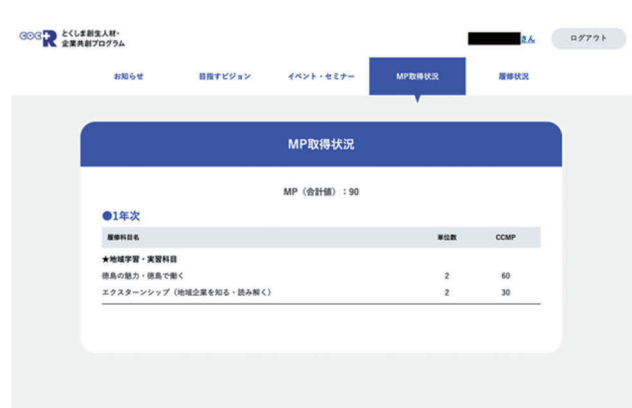 COC+R とくしま創生人材・
企業共創プログラム
さん
ログアウト
お知らせ
目指すビジョン
イベント・セミナー
MP取得状況
履修状況
MP取得状況
MP（合計値）：90
●1年次
履修科目名 単位数 CCMP
★地域学習・実習科目
徳島の魅力・徳島で働く 2 60
エクスターンシップ（地域企業を知る・読み解く） 2 30